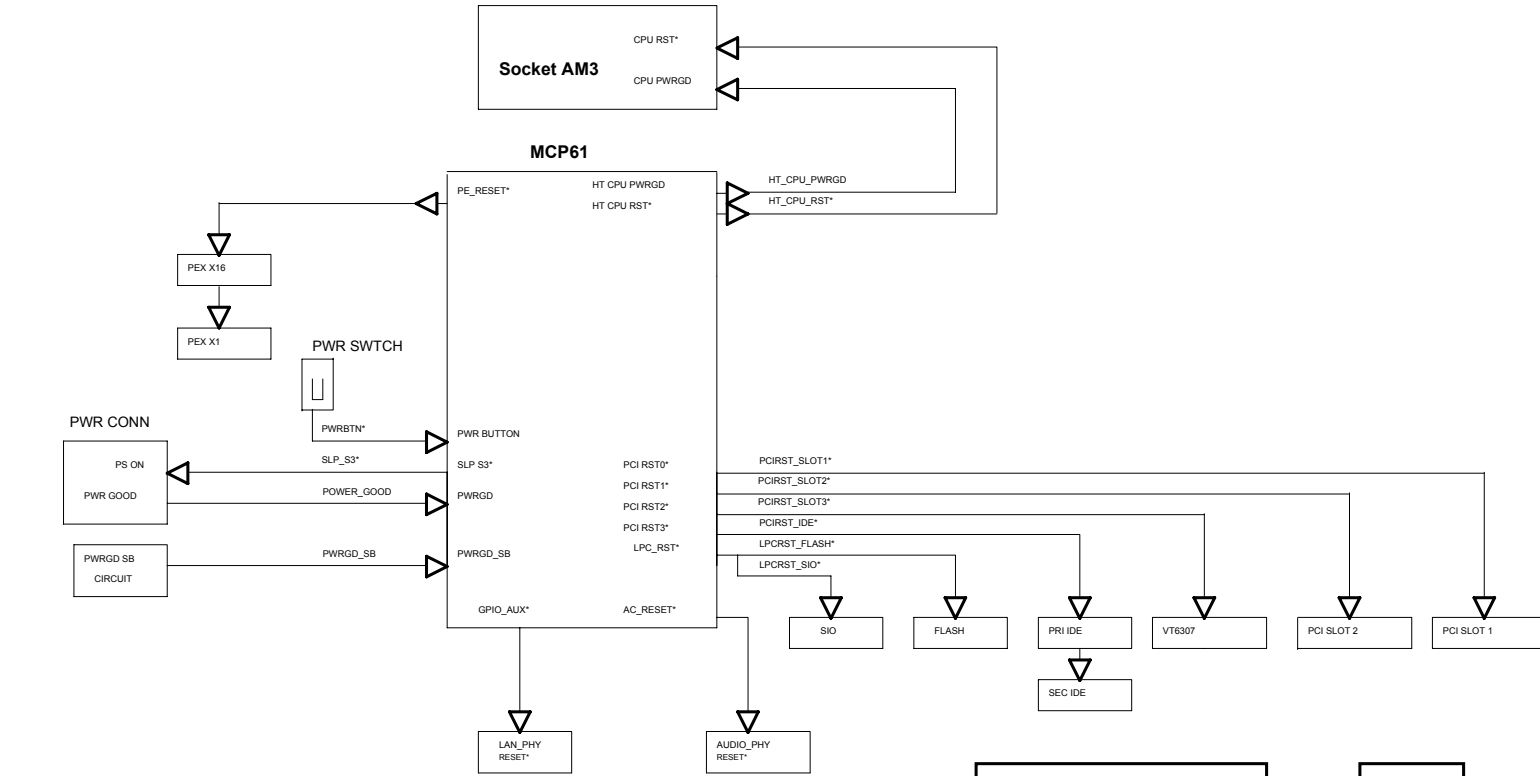 CPU RST*
Socket AM3
CPU PWRGD
MCP61
PE_RESET*
HT CPU PWRGD
HT_CPU_PWRGD
HT CPU RST*
HT_CPU_RST*
PEX X16
PEX X1
PWR SWTCH
PWR CONN
PWRBTN*
PWR BUTTON
PS ON
SLP_S3*
SLP S3*
PCI RST0*
PCIRST_SLOT1*
PCI RST1*
PCIRST_SLOT2*
PWR GOOD
POWER_GOOD
PWRGD
PCI RST2*
PCIRST_SLOT3*
PCI RST3*
PCIRST_IDE*
LPC_RST*
LPCRST_FLASH*
PWRGD SB
CIRCUIT
PWRGD_SB
PWRGD_SB
LPCRST_SIO*
GPIO_AUX*
AC_RESET*
SIO
FLASH
PRI IDE
VT6307
PCI SLOT 2
PCI SLOT 1
SEC IDE
LAN_PHY
RESET*
AUDIO_PHY
RESET*